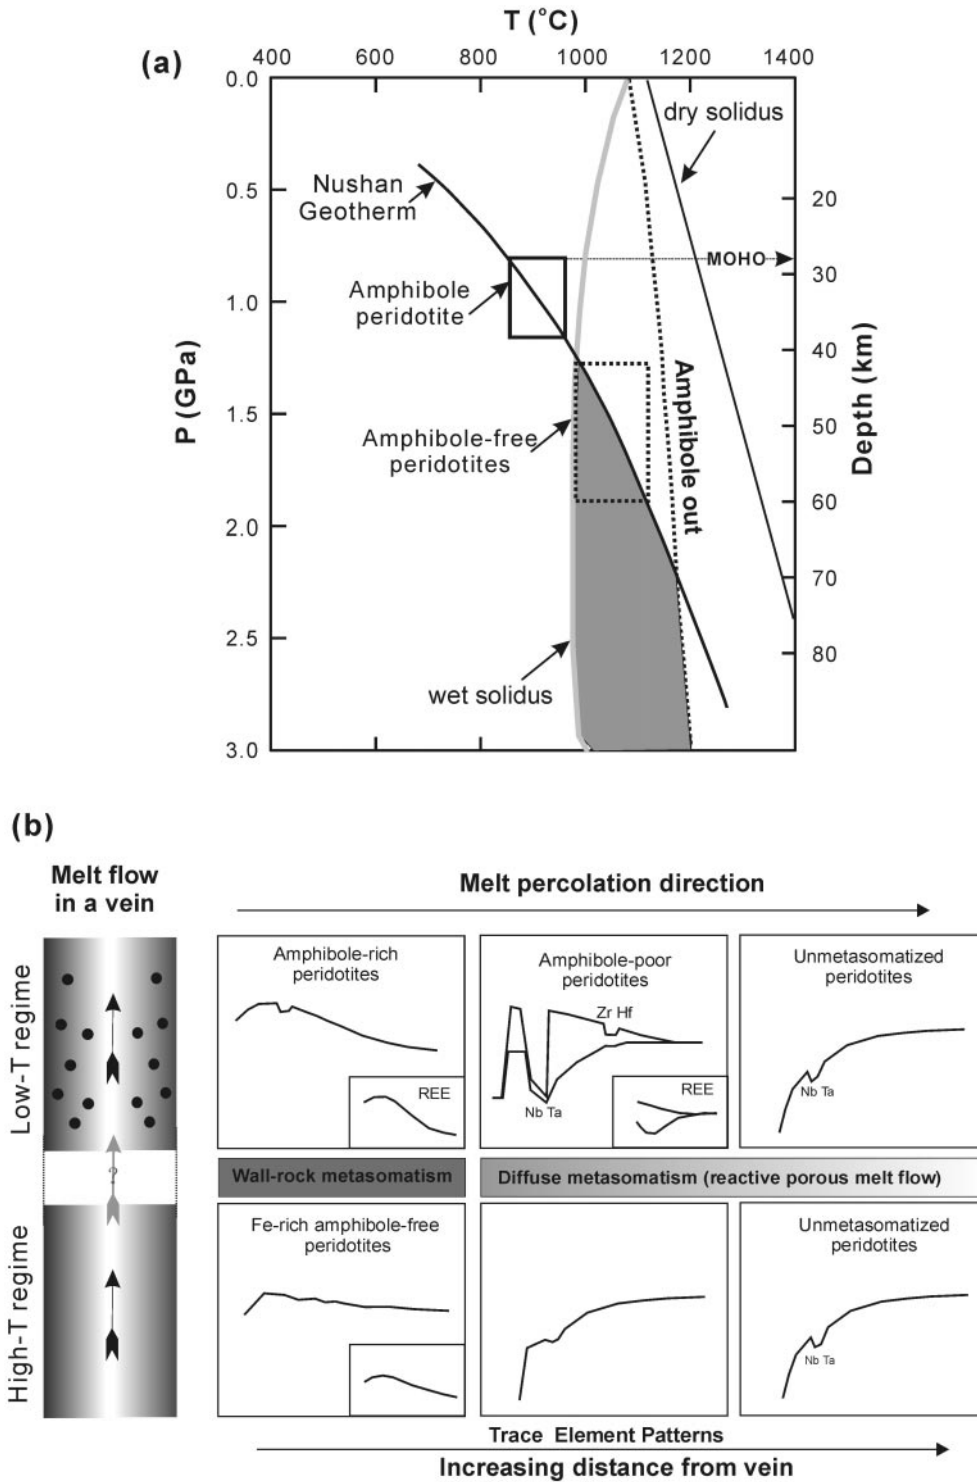 T (°C)
(a)
400 600 800 1000 1200 1400
0.0
dry solidus
0.5
Nushan
Geotherm
20
MOHO
30
Amphibole
peridotite
1.0
40
P (GPa)
Depth (km)
Amphibole out
1.5
Amphibole-free
peridotites
50
60
2.0
70
2.5
wet solidus
80
3.0
(b)
Melt flow
in a vein
Melt percolation direction
Low-T regime
Amphibole-rich
peridotites
REE
Amphibole-poor
peridotites
Zr Hf
Nb Ta
REE
Unmetasomatized
peridotites
Nb Ta
?
Wall-rock metasomatism
Diffuse metasomatism (reactive porous melt flow)
High-T regime
Fe-rich amphibole-free
peridotites
REE
Unmetasomatized
peridotites
Nb Ta
Trace Element Patterns
Increasing distance from vein